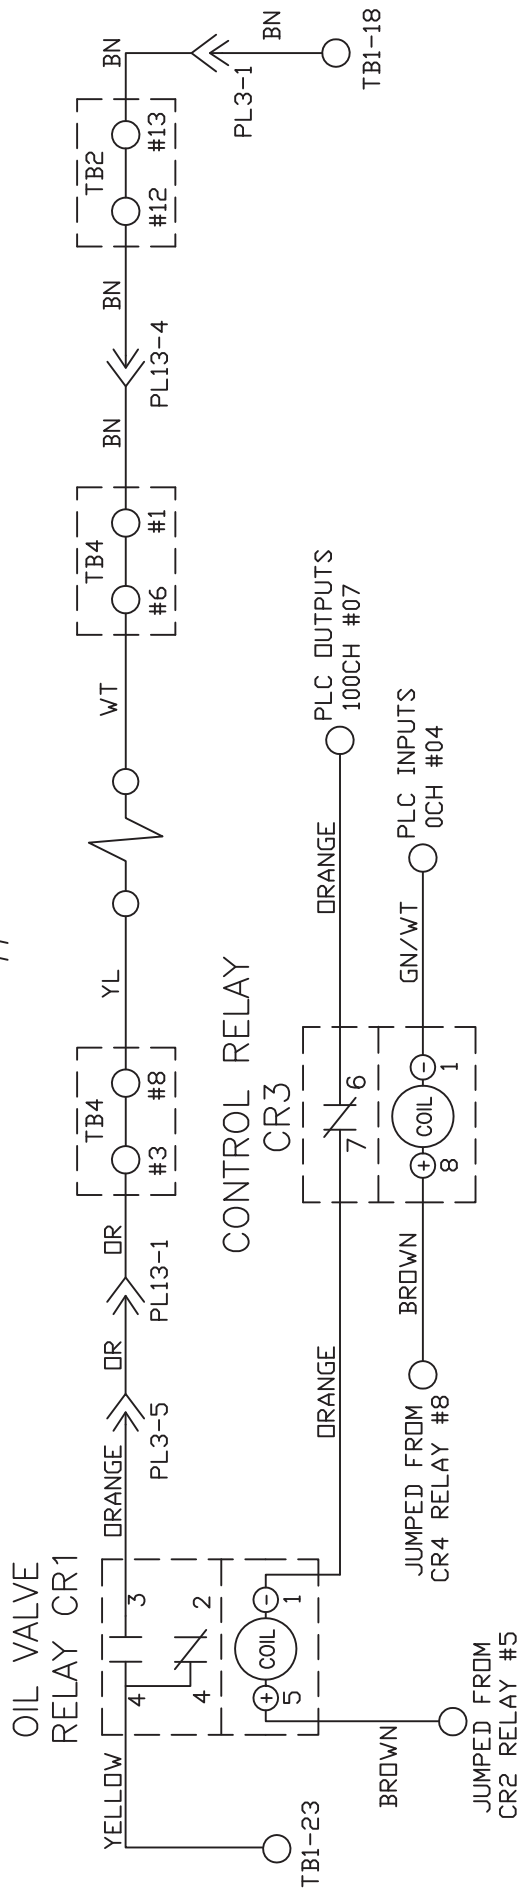 OIL VALVE
RELAY CR1
YELLOW
TB1-23
4
3
4
2
COIL
+
5
-
1
BROWN
JUMPED FROM
CR2 RELAY #5
ORANGE
PL3-5
OR
PL13-1
OR
TB4
#3
#8
YL
WT
TB4
#6
#1
BN
PL13-4
BN
TB2
#12
#13
BN
PL3-1
BN
TB1-18
CONTROL RELAY
CR3
ORANGE
7
6
ORANGE
PLC OUTPUTS
100CH #07
JUMPED FROM
CR4 RELAY #8
BROWN
+
8
COIL
-
1
GN/WT
PLC INPUTS
0CH #04